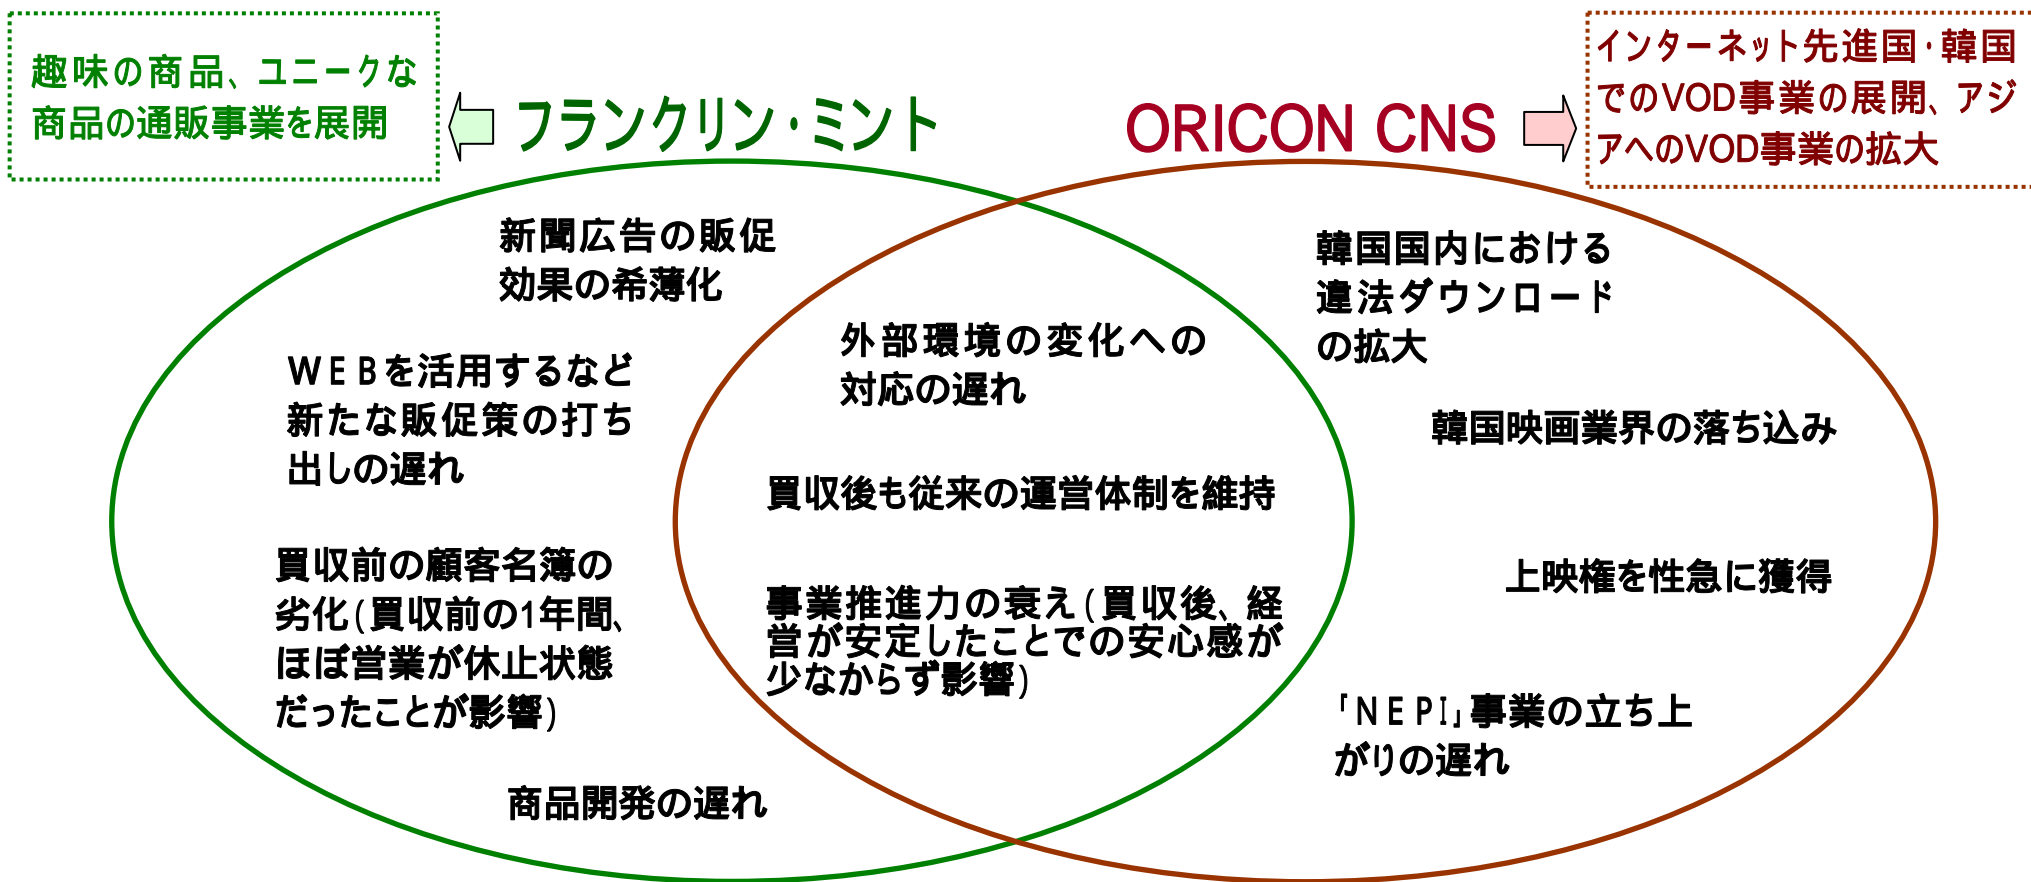 趣味の商品、ユニークな
商品の通販事業を展開
フランクリン・ミント
ORICON CNS
インターネット先進国・韓国
でのVOD事業の展開、アジ
アへのVOD事業の拡大
新聞広告の販促
効果の希薄化
WEBを活用するなど
新たな販促策の打ち
出しの遅れ
買収前の顧客名簿の
劣化(買収前の1年間、
ほぼ営業が休止状態
だったことが影響)
商品開発の遅れ
外部環境の変化への
対応の遅れ
買収後も従来の運営体制を維持
事業推進力の衰え(買収後、経
営が安定したことでの安心感が
少なからず影響)
韓国国内における
違法ダウンロード
の拡大
韓国映画業界の落ち込み
上映権を性急に獲得
「NEPI」事業の立ち上
がりの遅れ